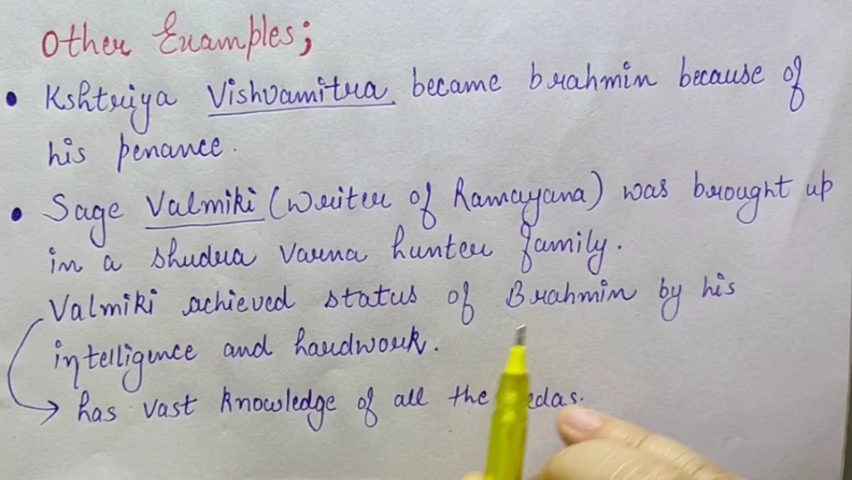 Other Examples;
• Kshtriya Vishvamitra became brahmin because of
his penance.
• Sage Valmiki (writer of Ramayana) was brought up
in a shudra varna hunter family.
Valmiki achieved status of Brahmin by his
intelligence and hardwork.
→ has vast knowledge of all the